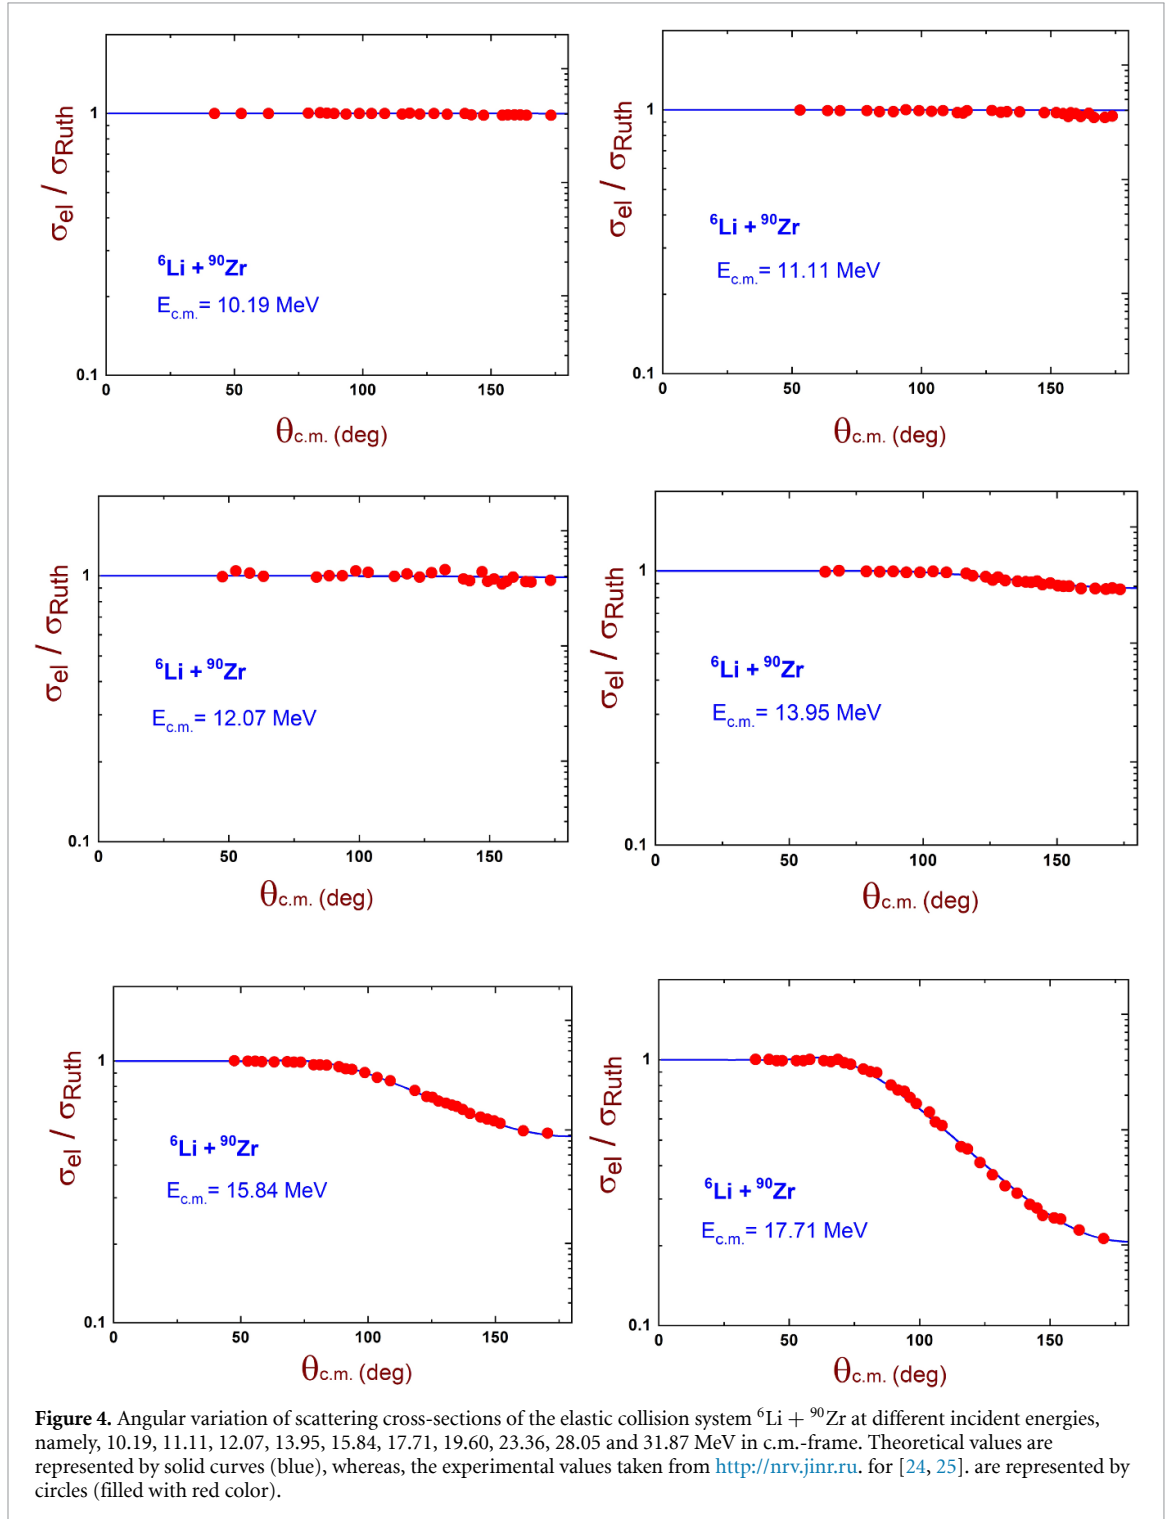 σel / σRuth
1
0.1
⁶Li + ⁹⁰Zr
Ec.m.= 10.19 MeV
0 50 100 150
θc.m. (deg)
σel / σRuth
1
0.1
⁶Li + ⁹⁰Zr
Ec.m.= 11.11 MeV
0 50 100 150
θc.m. (deg)
σel / σRuth
1
0.1
⁶Li + ⁹⁰Zr
Ec.m.= 12.07 MeV
0 50 100 150
θc.m. (deg)
σel / σRuth
1
0.1
⁶Li + ⁹⁰Zr
Ec.m.= 13.95 MeV
0 50 100 150
θc.m. (deg)
σel / σRuth
1
0.1
⁶Li + ⁹⁰Zr
Ec.m.= 15.84 MeV
0 50 100 150
θc.m. (deg)
σel / σRuth
1
0.1
⁶Li + ⁹⁰Zr
Ec.m.= 17.71 MeV
0 50 100 150
θc.m. (deg)
Figure 4. Angular variation of scattering cross-sections of the elastic collision system ⁶Li + ⁹⁰Zr at different incident energies,
namely, 10.19, 11.11, 12.07, 13.95, 15.84, 17.71, 19.60, 23.36, 28.05 and 31.87 MeV in c.m.-frame. Theoretical values are
represented by solid curves (blue), whereas, the experimental values taken from http://nrv.jinr.ru. for [24, 25]. are represented by
circles (filled with red color).